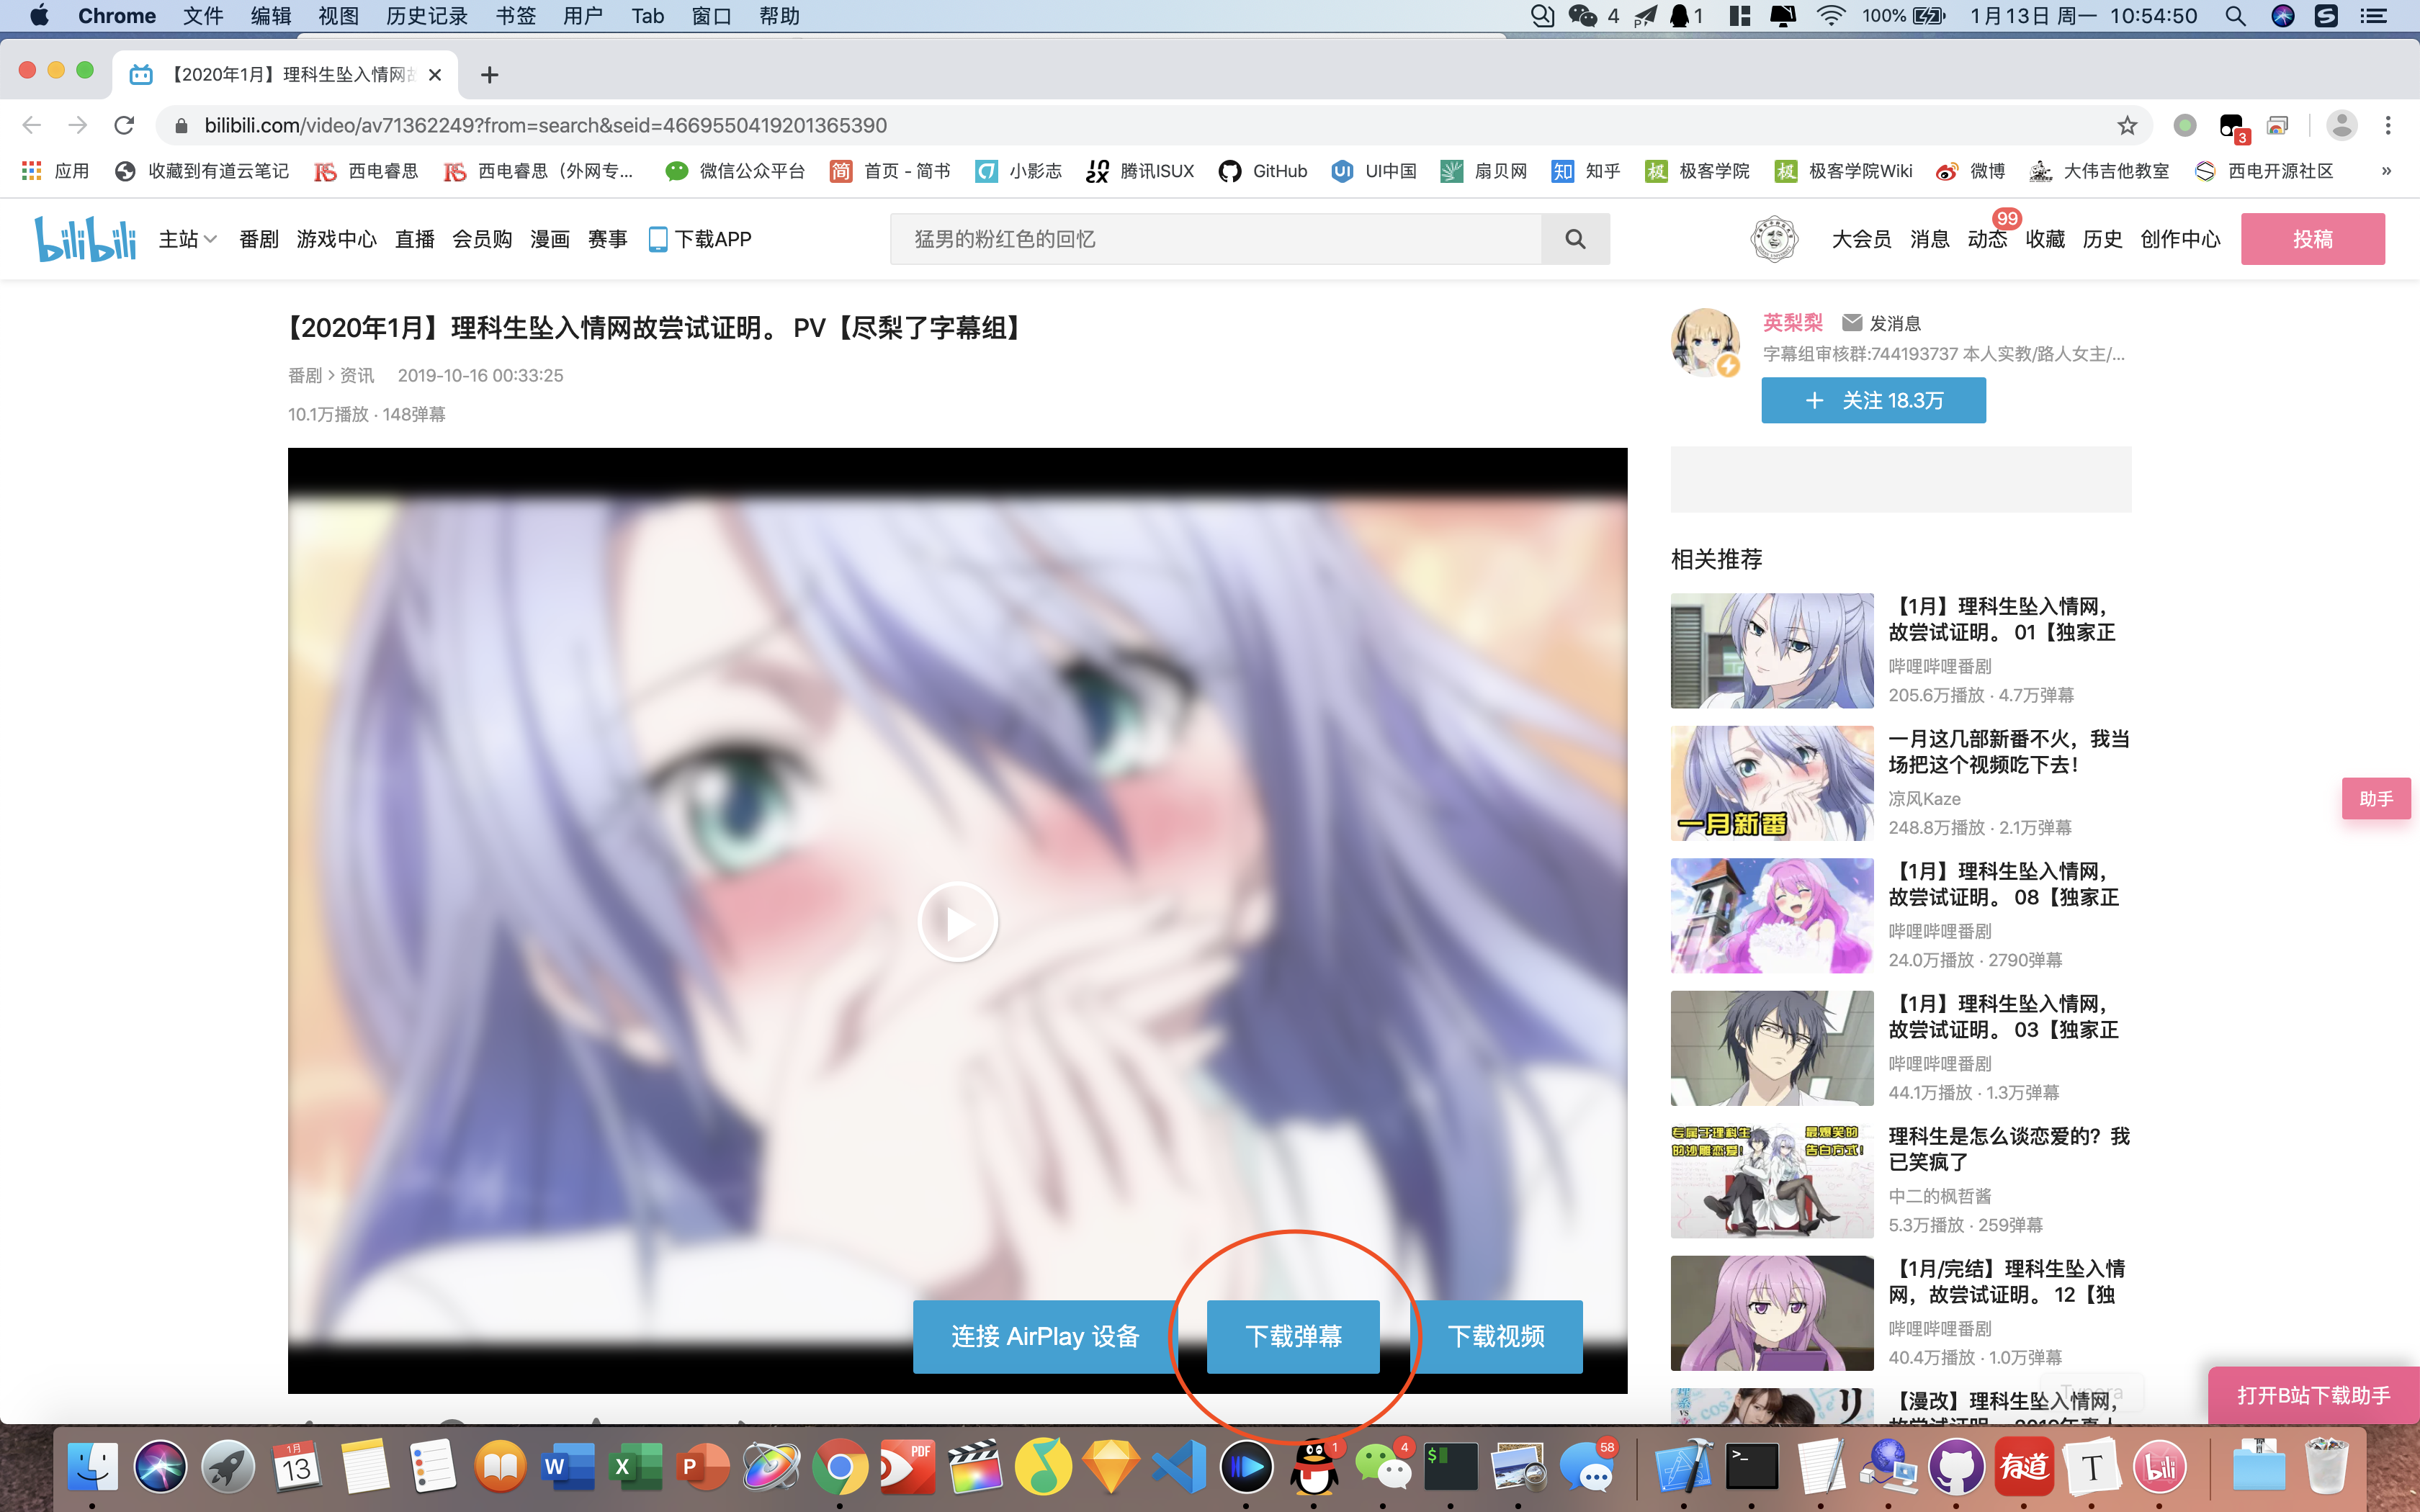 Chrome 文件 编辑 视图 历史记录 书签 用户 Tab 窗口 帮助 4 1 100% 1月13日 周一 10:54:50
【2020年1月】理科生坠入情网故
bilibili.com/video/av71362249?from=search&seid=4669550419201365390
3
应用 收藏到有道云笔记 西电睿思 西电睿思（外网专... 微信公众平台 首页 - 简书 小影志 腾讯ISUX GitHub UI中国 扇贝网 知乎 极客学院 极客学院Wiki 微博 大伟吉他教室 西电开源社区 »
bilibili 主站 番剧 游戏中心 直播 会员购 漫画 赛事 下载APP 猛男的粉红色的回忆 大会员 消息 动态 99 收藏 历史 创作中心 投稿
【2020年1月】理科生坠入情网故尝试证明。 PV【尽梨了字幕组】
番剧 > 资讯 2019-10-16 00:33:25
10.1万播放 · 148弹幕
英梨梨 发消息
字幕组审核群:744193737 本人实教/路人女主/...
+ 关注 18.3万
相关推荐
【1月】理科生坠入情网，
故尝试证明。 01【独家正
哔哩哔哩番剧
205.6万播放 · 4.7万弹幕
一月新番
一月这几部新番不火，我当
场把这个视频吃下去！
凉风Kaze
248.8万播放 · 2.1万弹幕
【1月】理科生坠入情网，
故尝试证明。 08【独家正
哔哩哔哩番剧
24.0万播放 · 2790弹幕
【1月】理科生坠入情网，
故尝试证明。 03【独家正
哔哩哔哩番剧
44.1万播放 · 1.3万弹幕
专属于理科生 最爆笑的
的沙雕恋爱! 告白方式!
理科生是怎么谈恋爱的？我
已笑疯了
中二的枫哲酱
5.3万播放 · 259弹幕
【1月/完结】理科生坠入情
网，故尝试证明。 12【独
哔哩哔哩番剧
40.4万播放 · 1.0万弹幕
【漫改】理科生坠入情网，
助手
连接 AirPlay 设备 下载弹幕 下载视频
Typora
打开B站下载助手
1月
13 W X P PDF 1 4 $ 58 >_ 有道 T bili